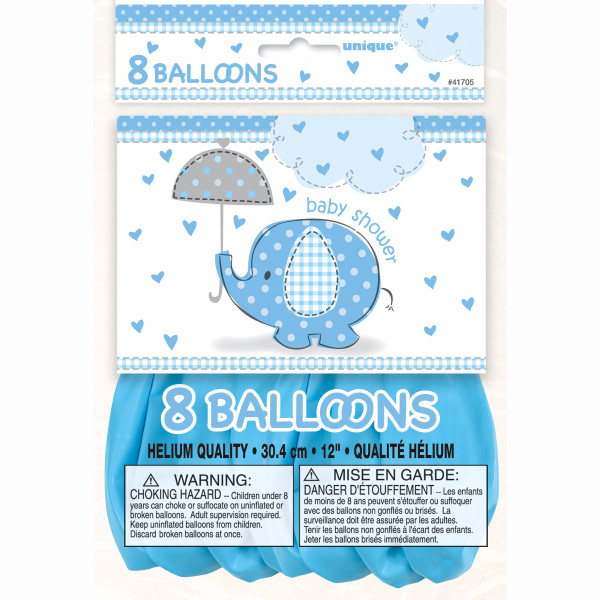 unique®
8 BALLOONS
#41705
baby shower
8 BALLOONS
HELIUM QUALITY • 30.4 cm • 12" • QUALITÉ HÉLIUM
WARNING:
CHOKING HAZARD -- Children under 8
years can choke or suffocate on uninflated or
broken balloons. Adult supervision required.
Keep uninflated balloons from children.
Discard broken balloons at once.
MISE EN GARDE:
DANGER D'ÉTOUFFEMENT -- Les enfants
de moins de 8 ans peuvent s'étouffer ou suffoquer
avec des ballons non gonflés ou brisés. La
surveillance doit être assurée par les adultes.
Tenir les ballons non gonflés à l'écart des enfants.
Jeter les ballons brisés immédiatement.